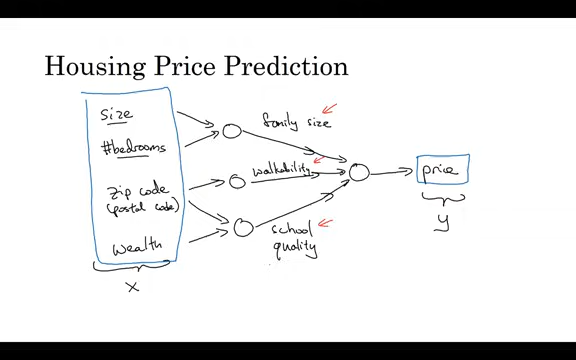 Housing Price Prediction
size
family size
#bedrooms
walkability
price
zip code
(postal code)
y
school
quality
wealth
x